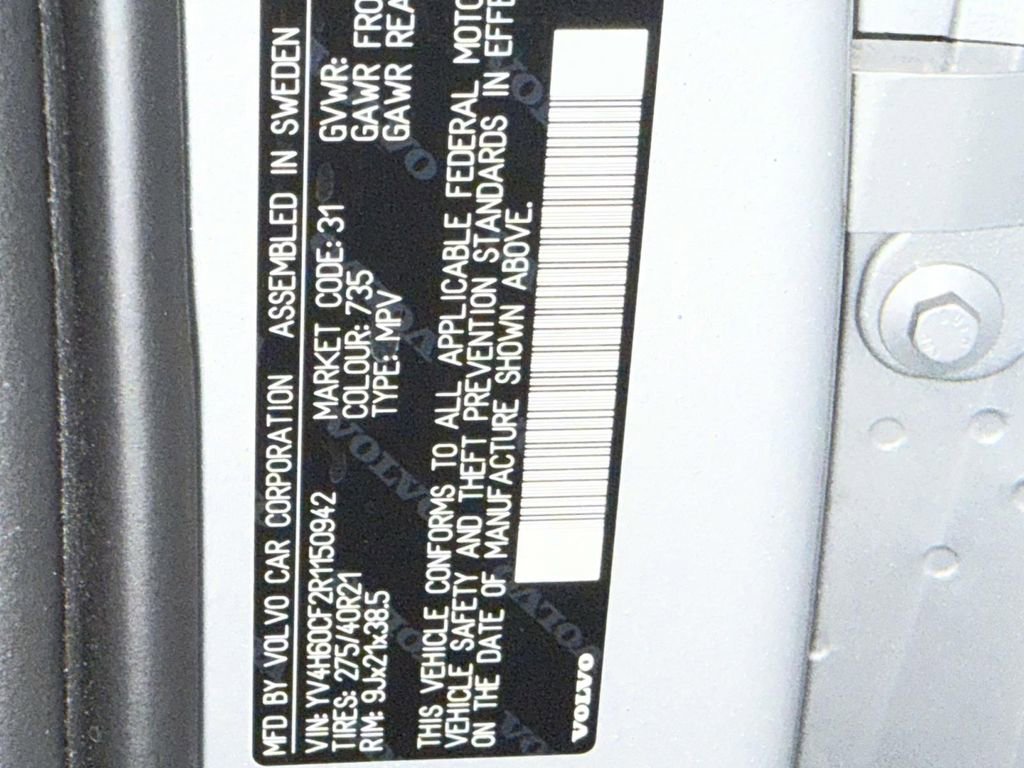 MFD BY VOLVO CAR CORPORATION ASSEMBLED IN SWEDEN
VIN: YV4H60CF2R1150942 MARKET CODE: 31 GVWR:
TIRES: 275/40R21 COLOUR: 735 GAWR FRO
RIM: 9Jx21x38.5 TYPE: MPV GAWR REA
THIS VEHICLE CONFORMS TO ALL APPLICABLE FEDERAL MOTO
VEHICLE SAFETY AND THEFT PREVENTION STANDARDS IN EFFE
ON THE DATE OF MANUFACTURE SHOWN ABOVE.
VOLVO